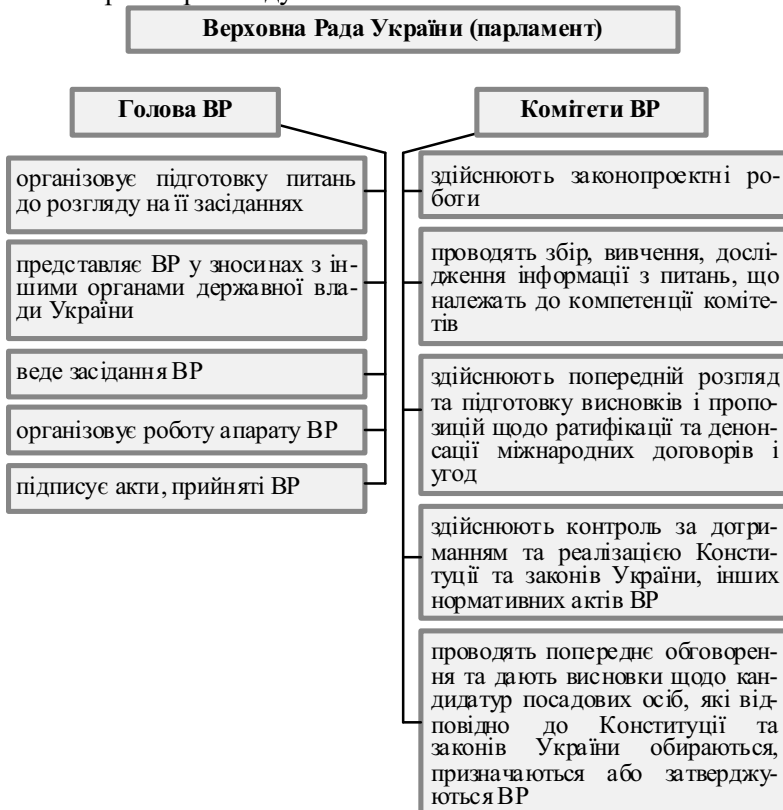 Верховна Рада України (парламент)
Голова ВР
організовує підготовку питань
до розгляду на її засіданнях
представляє ВР у зносинах з ін-
шими органами державної вла-
ди України
веде засідання ВР
організовує роботу апарату ВР
підписує акти, прийняті ВР
Комітети ВР
здійснюють законопроектні ро-
боти
проводять збір, вивчення, дослі-
дження інформації з питань, що
належать до компетенції коміте-
тів
здійснюють попередній розгляд
та підготовку висновків і пропо-
зицій щодо ратифікації та денон-
сації міжнародних договорів і
угод
здійснюють контроль за дотри-
манням та реалізацією Консти-
туції та законів України, інших
нормативних актів ВР
проводять попереднє обговорен-
ня та дають висновки щодо кан-
дидатур посадових осіб, які від-
повідно до Конституції та
законів України обираються,
призначаються або затверджу-
ються ВР